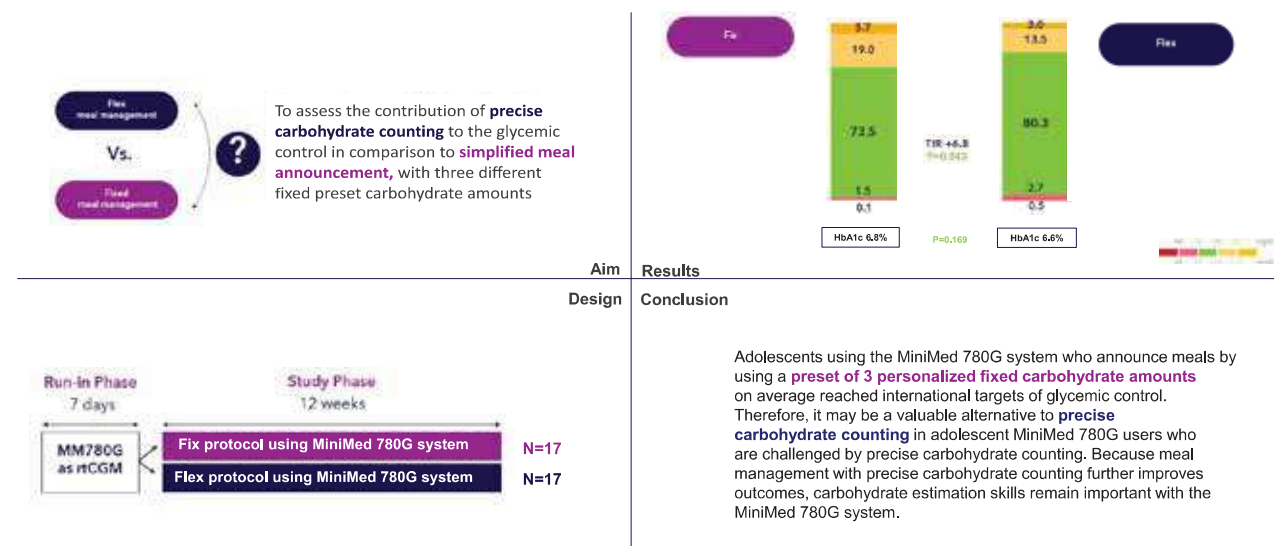 Flex
meal management
Vs.
Fixed
meal management
?
To assess the contribution of precise
carbohydrate counting to the glycemic
control in comparison to simplified meal
announcement, with three different
fixed preset carbohydrate amounts
Aim
Fix
5.7
19.0
73.5
1.5
0.1
HbA1c 6.8%
TIR +6.8
P=0.043
P=0.169
3.0
13.5
80.3
2.7
0.5
HbA1c 6.6%
Flex
Results
Design
Run-in Phase
7 days
Study Phase
12 weeks
MM780G
as rtCGM
Fix protocol using MiniMed 780G system
N=17
Flex protocol using MiniMed 780G system
N=17
Conclusion
Adolescents using the MiniMed 780G system who announce meals by
using a preset of 3 personalized fixed carbohydrate amounts
on average reached international targets of glycemic control.
Therefore, it may be a valuable alternative to precise
carbohydrate counting in adolescent MiniMed 780G users who
are challenged by precise carbohydrate counting. Because meal
management with precise carbohydrate counting further improves
outcomes, carbohydrate estimation skills remain important with the
MiniMed 780G system.